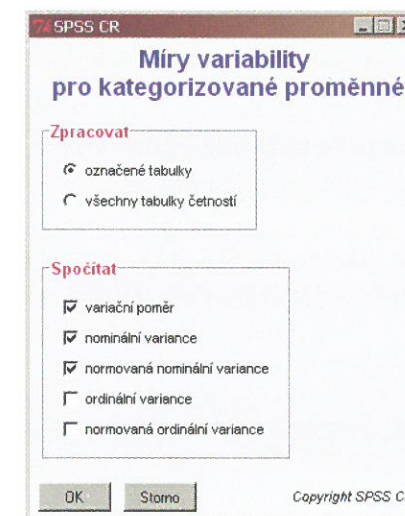 SPSS CR
Míry variability
pro kategorizované proměnné
Zpracovat
označené tabulky
všechny tabulky četností
Spočítat
variační poměr
nominální variance
normovaná nominální variance
ordinální variance
normovaná ordinální variance
OK Storno Copyright SPSS